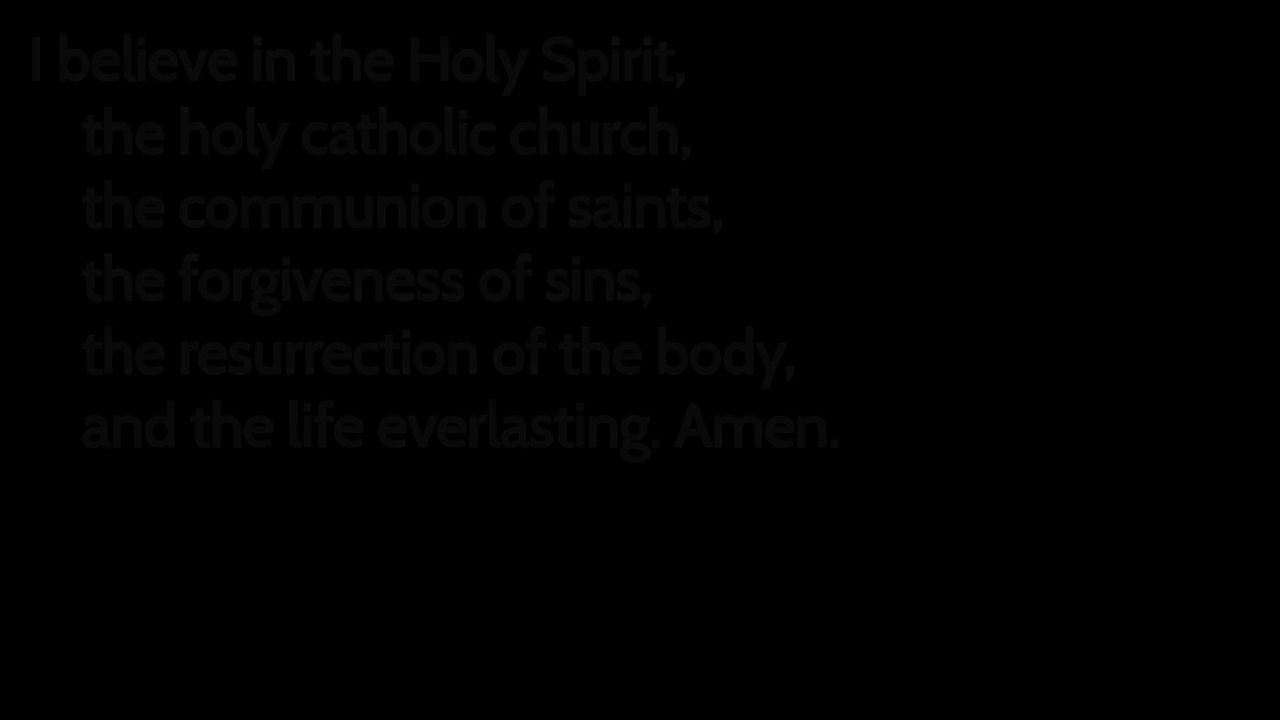 I believe in the Holy Spirit,
the holy catholic church,
the communion of saints,
the forgiveness of sins,
the resurrection of the body,
and the life everlasting. Amen.